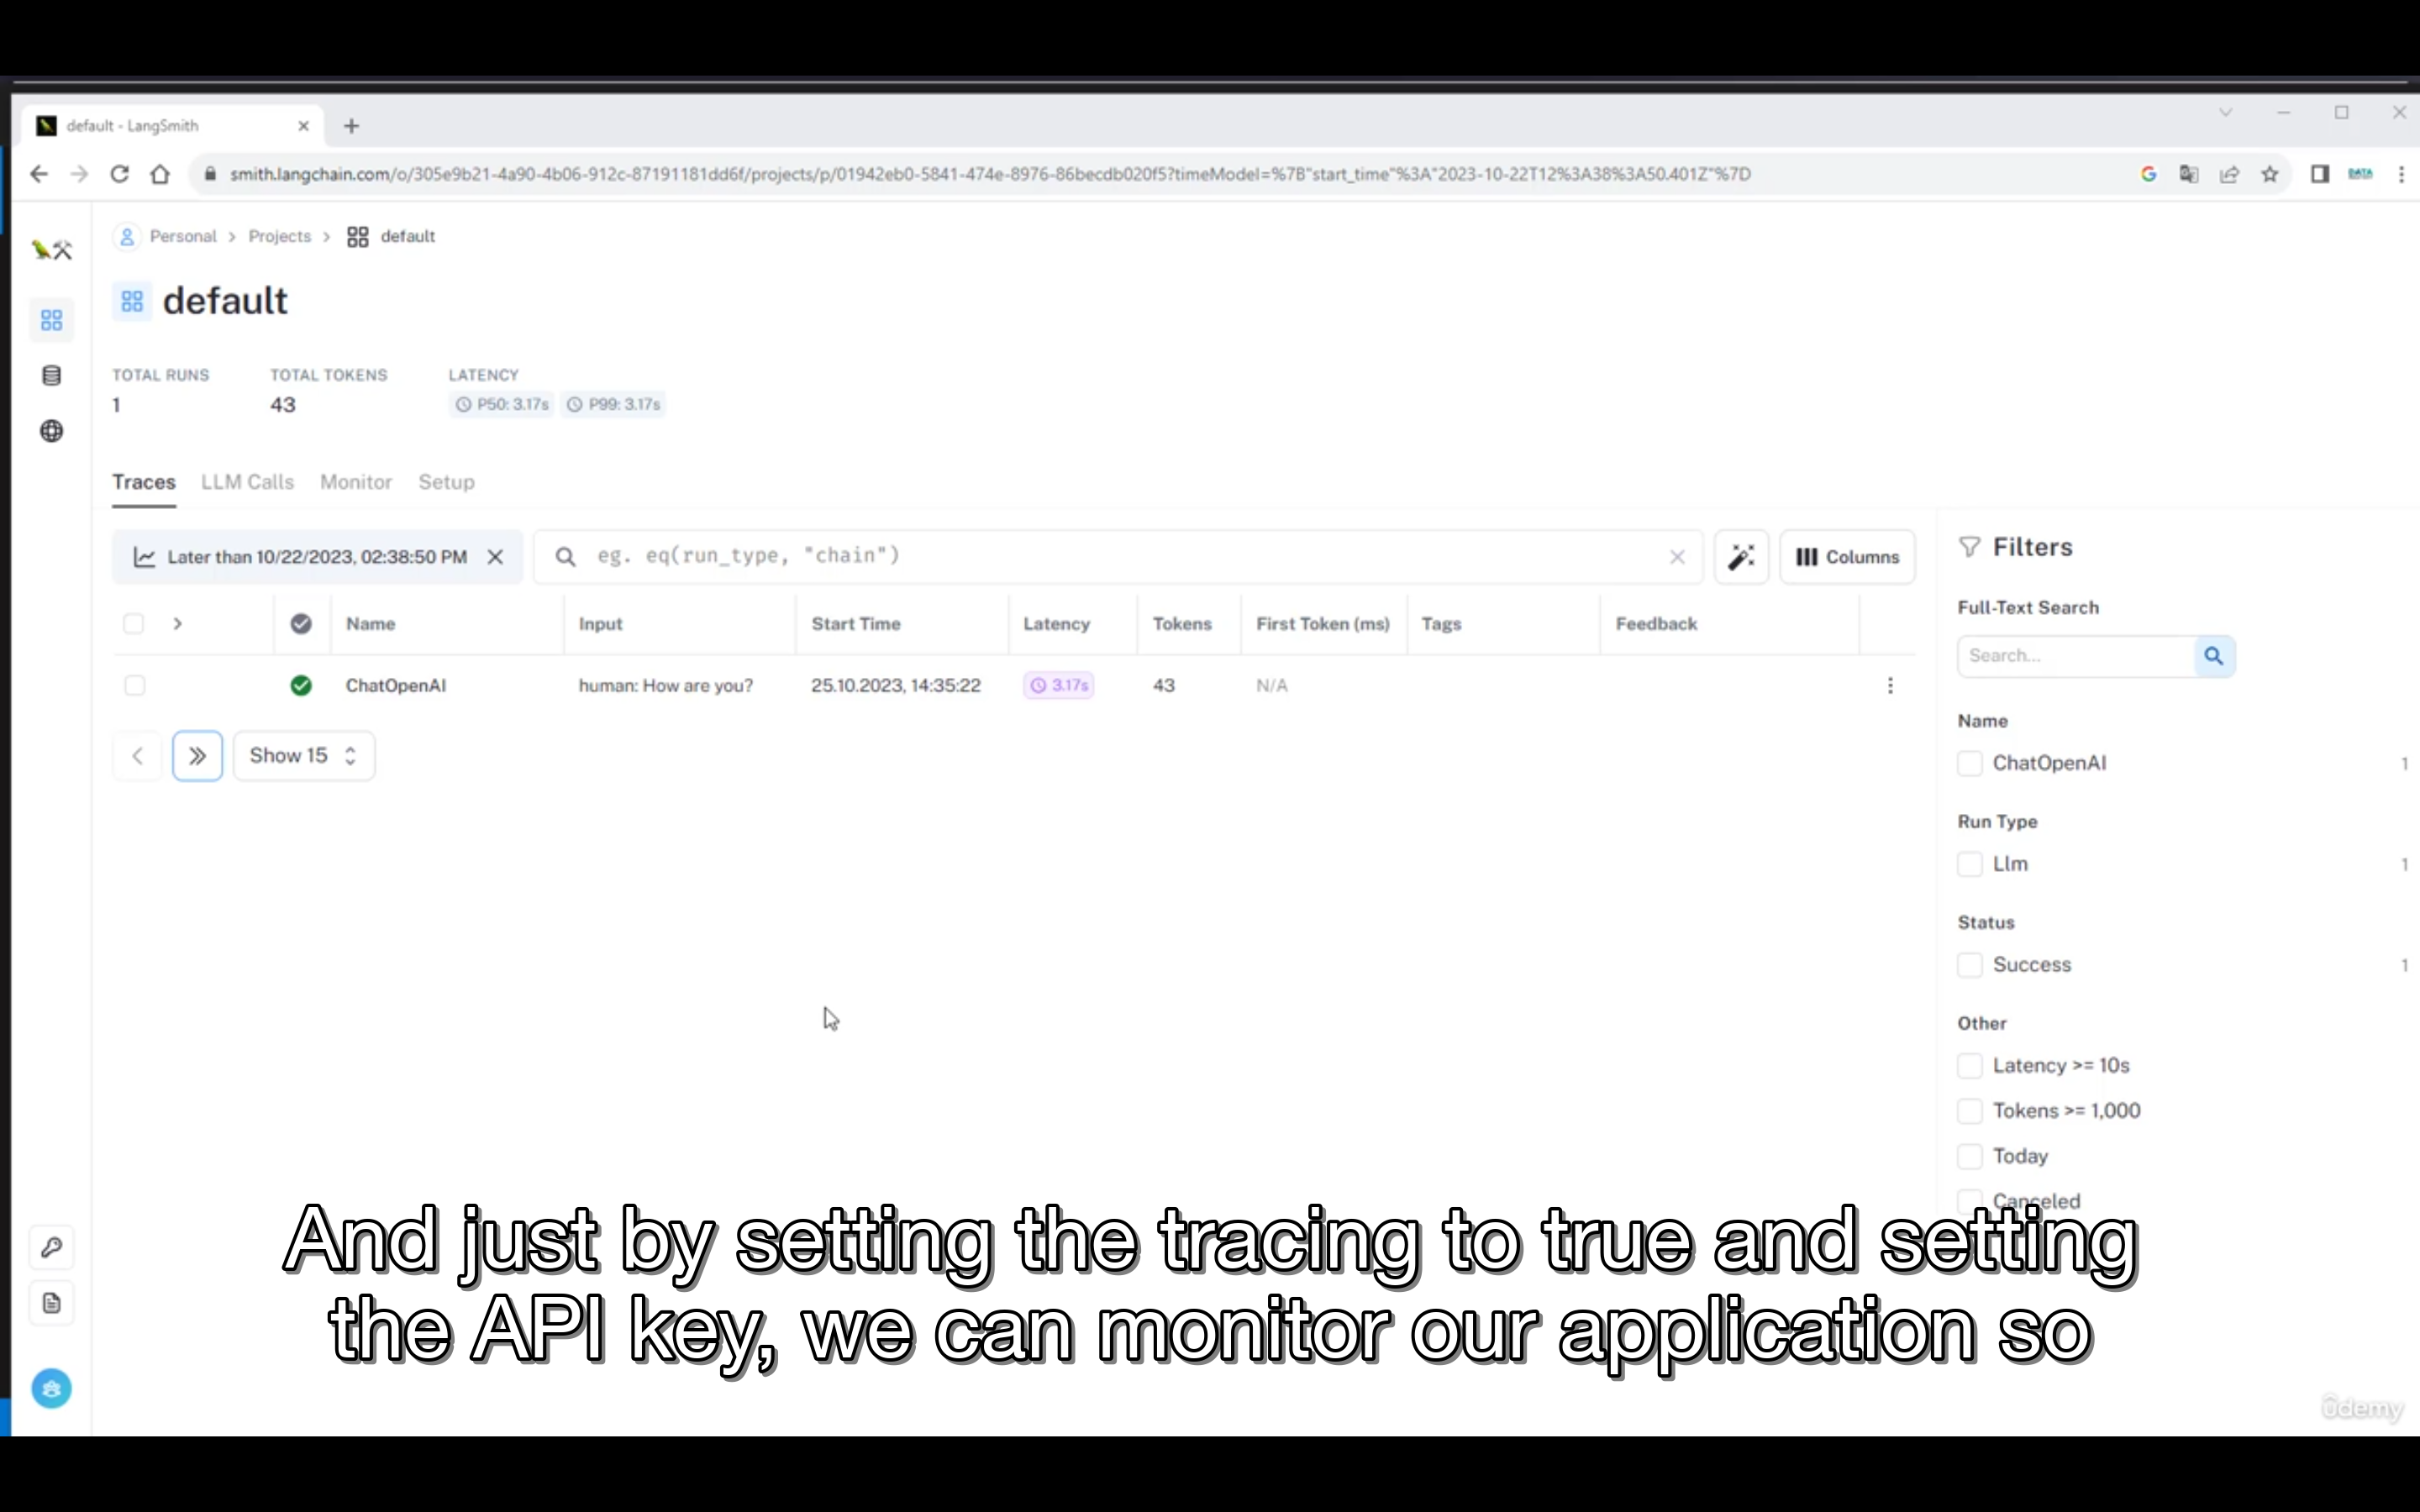 default - LangSmith
smith.langchain.com/o/305e9b21-4a90-4b06-912c-87191181dd6f/projects/p/01942eb0-5841-474e-8976-86becdb020f5?timeModel=%7B"start_time"%3A"2023-10-22T12%3A38%3A50.401Z"%7D
DATA
Personal > Projects > default
default
TOTAL RUNS TOTAL TOKENS LATENCY
1 43 P50: 3.17s P99: 3.17s
Traces LLM Calls Monitor Setup
Later than 10/22/2023, 02:38:50 PM eg. eq(run_type, "chain") Columns
Name Input Start Time Latency Tokens First Token (ms) Tags Feedback
ChatOpenAI human: How are you? 25.10.2023, 14:35:22 3.17s 43 N/A
Show 15
Filters
Full-Text Search
Search...
Name
ChatOpenAI 1
Run Type
Llm 1
Status
Success 1
Other
Latency >= 10s
Tokens >= 1,000
Today
Canceled
And just by setting the tracing to true and setting
the API key, we can monitor our application so
ûdemy